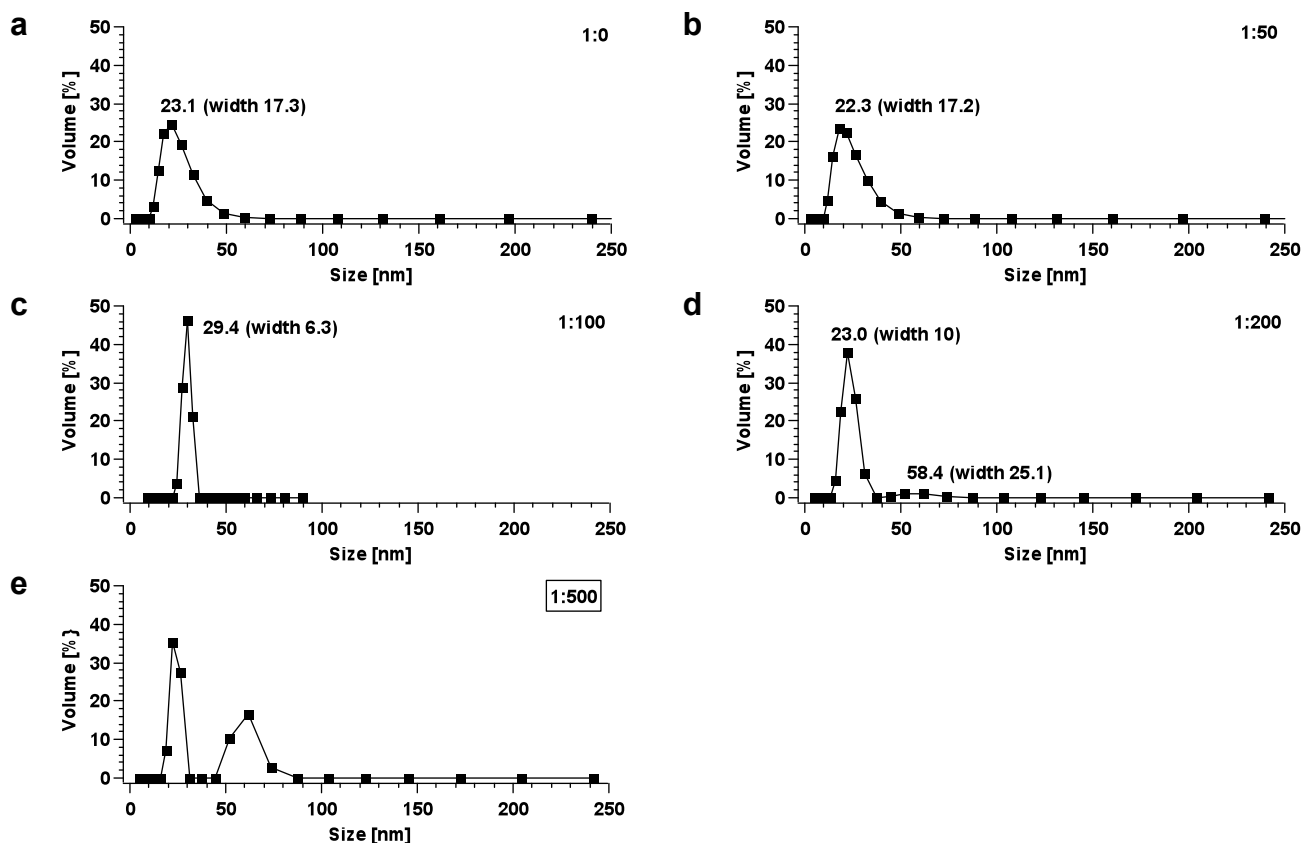 a
50
40
30
20
10
0
Volume [%]
1:0
23.1 (width 17.3)
0 50 100 150 200 250
Size [nm]
b
50
40
30
20
10
0
Volume [%]
1:50
22.3 (width 17.2)
0 50 100 150 200 250
Size [nm]
c
50
40
30
20
10
0
Volume [%]
1:100
29.4 (width 6.3)
0 50 100 150 200 250
Size [nm]
d
50
40
30
20
10
0
Volume [%]
1:200
23.0 (width 10)
58.4 (width 25.1)
0 50 100 150 200 250
Size [nm]
e
50
40
30
20
10
0
Volume [%}
1:500
0 50 100 150 200 250
Size [nm]